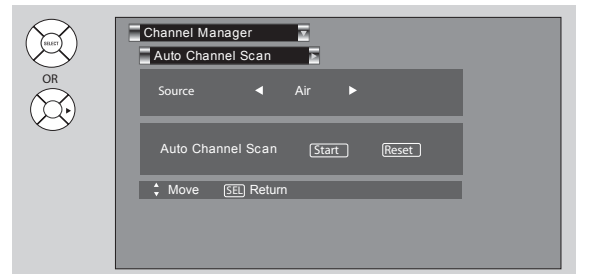 SELECT
OR
Channel Manager
Auto Channel Scan
Source Air
Auto Channel Scan Start Reset
Move SEL Return